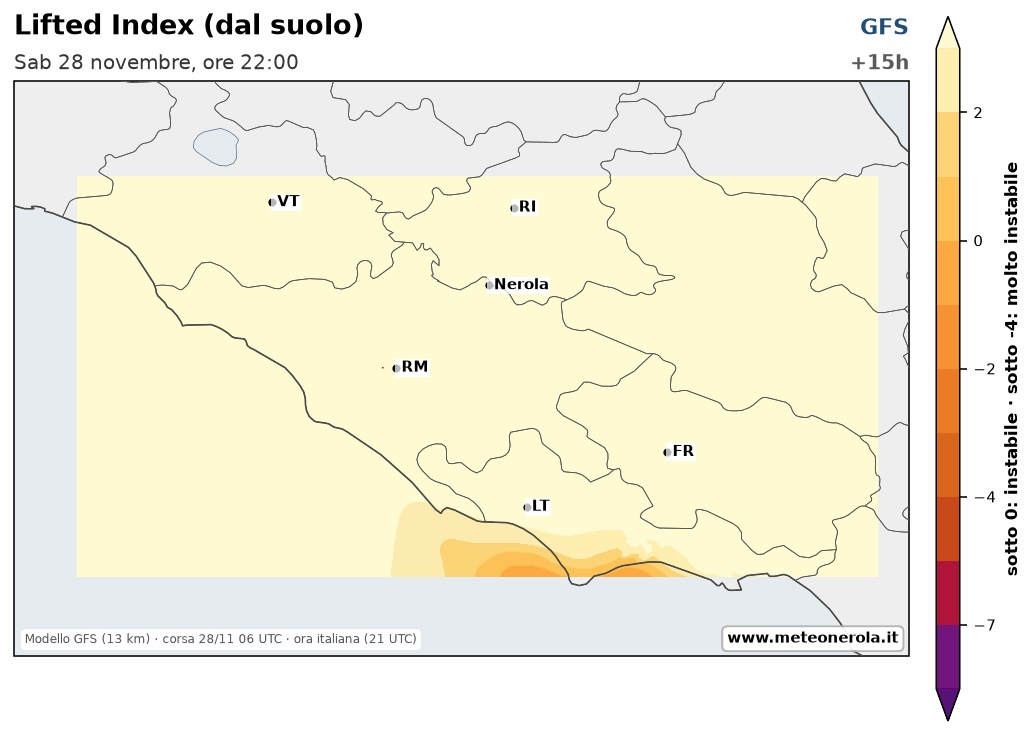 Lifted Index (dal suolo)
GFS
Sab 28 novembre, ore 22:00
+15h
VT
RI
Nerola
RM
FR
LT
2
0
−2
−4
−7
sotto 0: instabile · sotto -4: molto instabile
Modello GFS (13 km) · corsa 28/11 06 UTC · ora italiana (21 UTC)
www.meteonerola.it